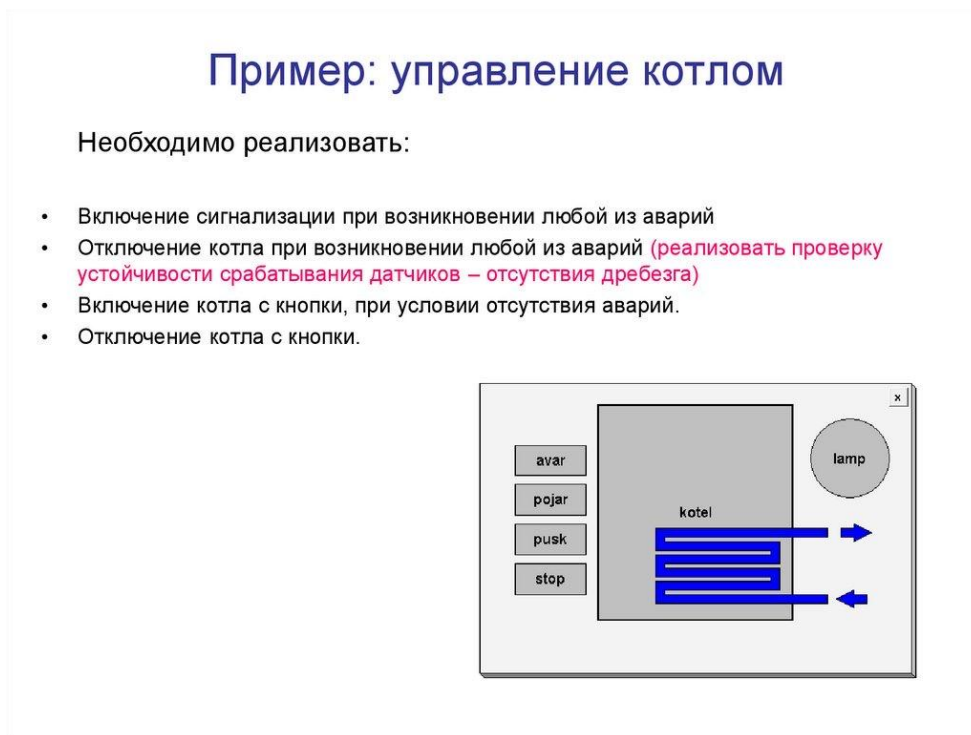 Пример: управление котлом
Необходимо реализовать:
• Включение сигнализации при возникновении любой из аварий
• Отключение котла при возникновении любой из аварий (реализовать проверку
устойчивости срабатывания датчиков – отсутствия дребезга)
• Включение котла с кнопки, при условии отсутствия аварий.
• Отключение котла с кнопки.
x
avar
pojar
pusk
stop
kotel
lamp